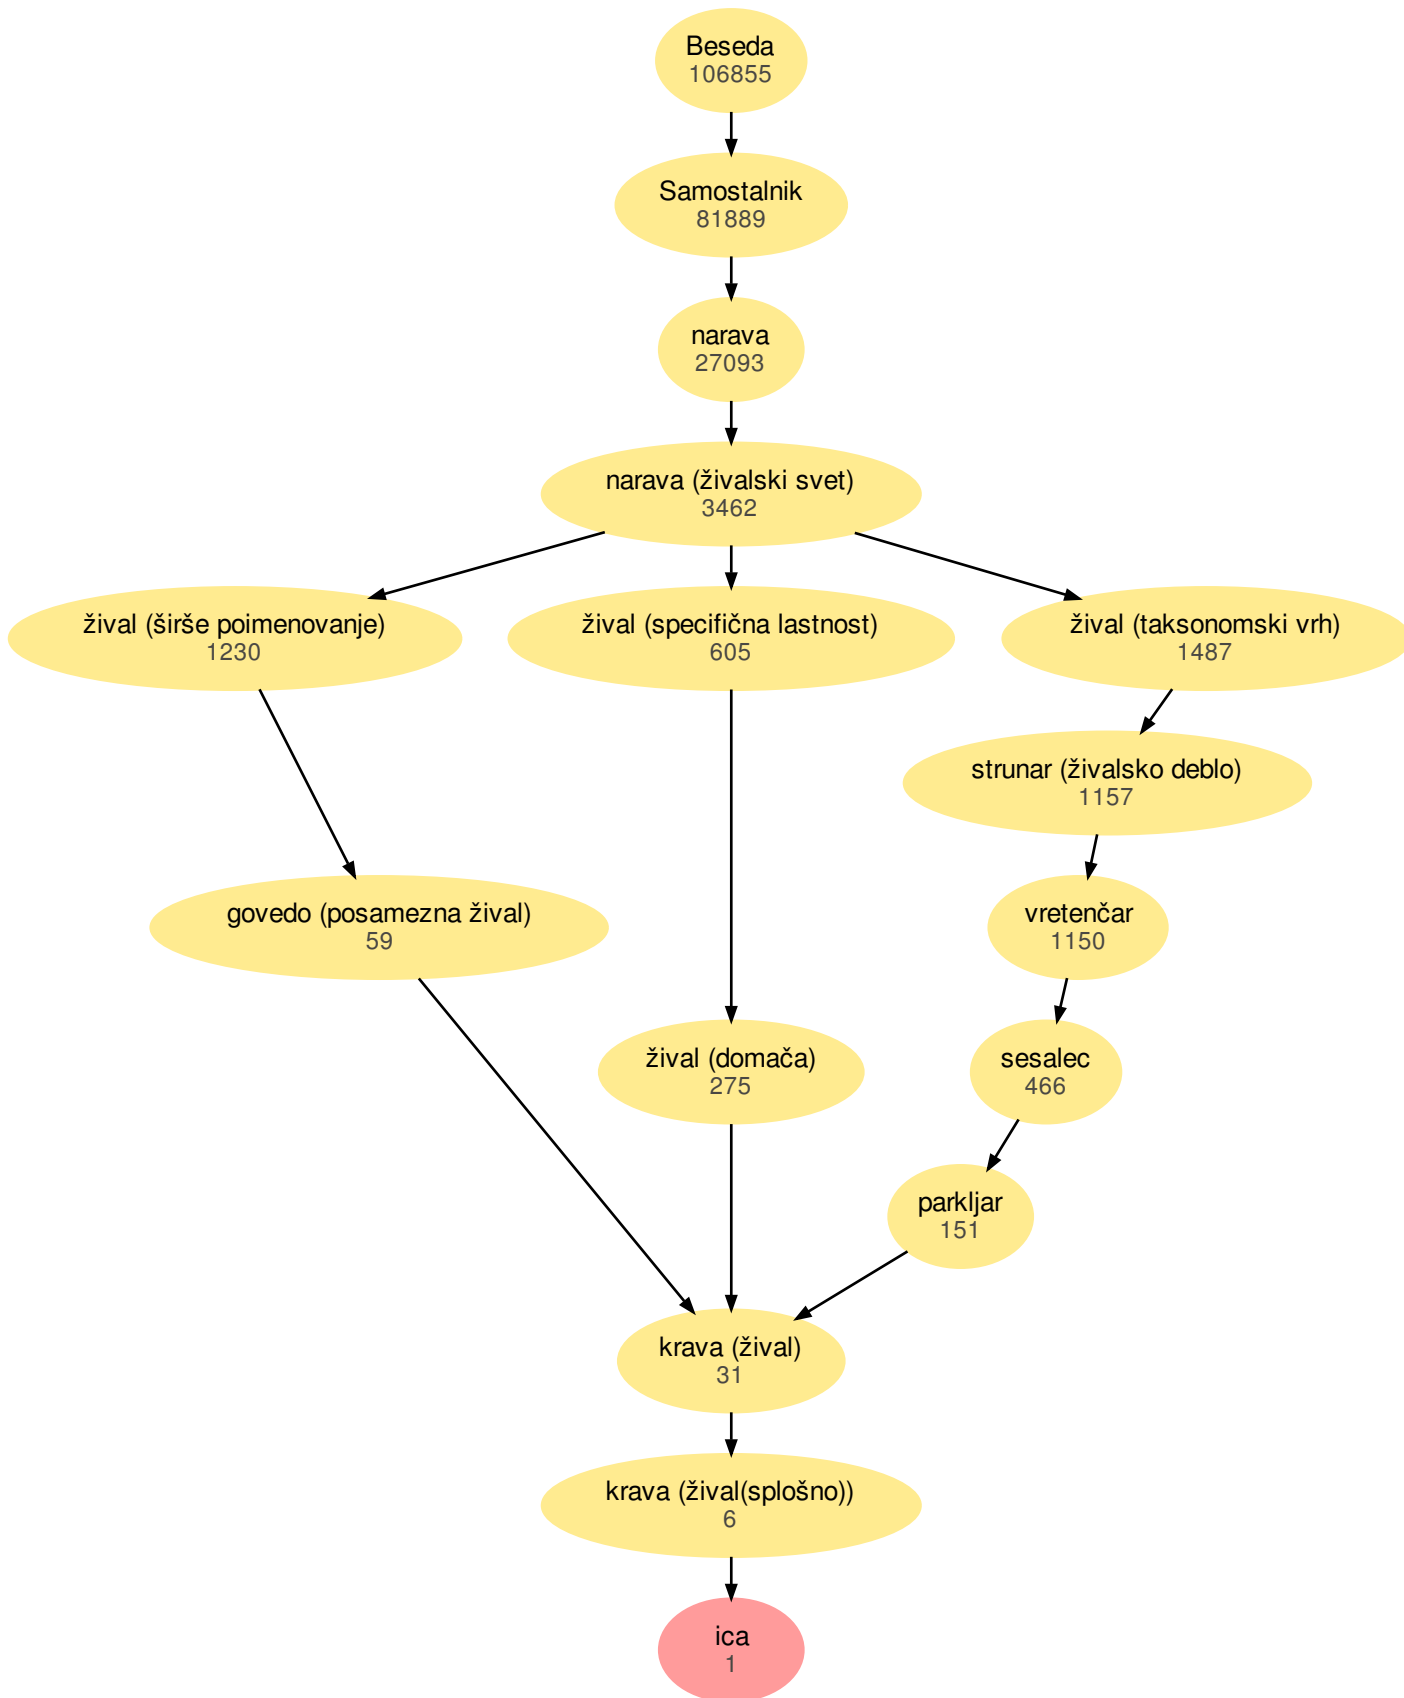 Beseda
106855
Samostalnik
81889
narava
27093
narava (živalski svet)
3462
žival (širše poimenovanje)
1230
žival (specifična lastnost)
605
žival (taksonomski vrh)
1487
strunar (živalsko deblo)
1157
govedo (posamezna žival)
59
vretenčar
1150
žival (domača)
275
sesalec
466
parkljar
151
krava (žival)
31
krava (žival(splošno))
6
ica
1